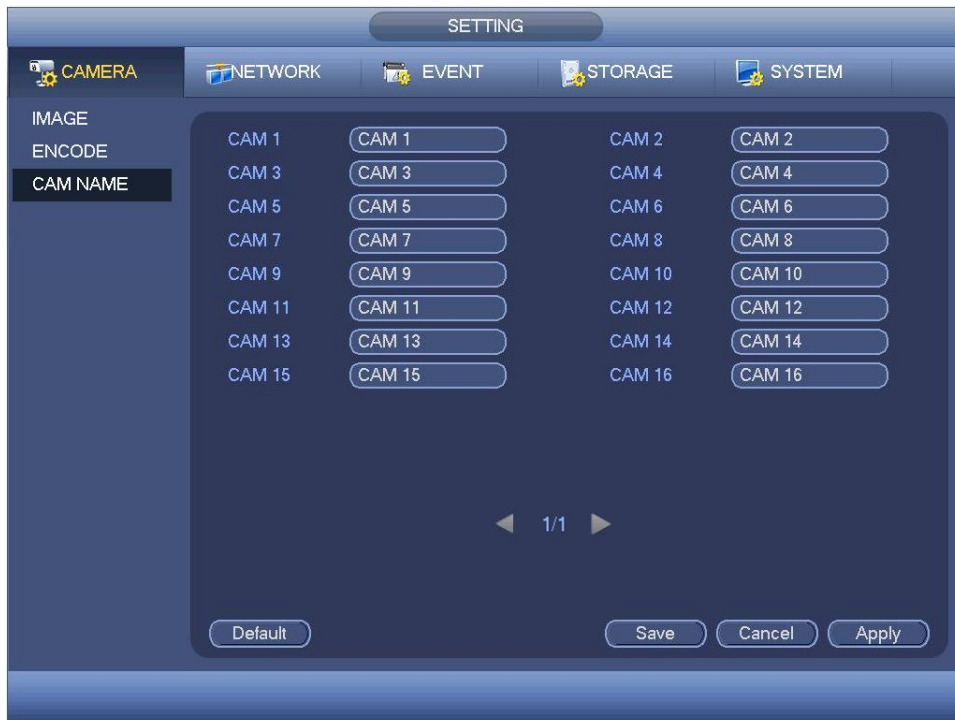 SETTING
CAMERA NETWORK EVENT STORAGE SYSTEM
IMAGE
ENCODE
CAM NAME
CAM 1 CAM 1 CAM 2 CAM 2
CAM 3 CAM 3 CAM 4 CAM 4
CAM 5 CAM 5 CAM 6 CAM 6
CAM 7 CAM 7 CAM 8 CAM 8
CAM 9 CAM 9 CAM 10 CAM 10
CAM 11 CAM 11 CAM 12 CAM 12
CAM 13 CAM 13 CAM 14 CAM 14
CAM 15 CAM 15 CAM 16 CAM 16
1/1
Default Save Cancel Apply